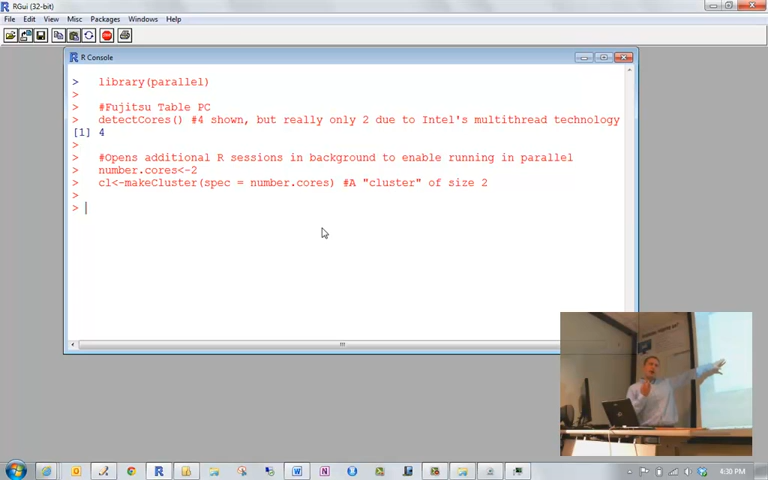 RGui (32-bit)
File Edit View Misc Packages Windows Help
R Console
> library(parallel)
>
> #Fujitsu Table PC
> detectCores() #4 shown, but really only 2 due to Intel's multithread technology
[1] 4
>
> #Opens additional R sessions in background to enable running in parallel
> number.cores<-2
> cl<-makeCluster(spec = number.cores) #A "cluster" of size 2
>
>
4:30 PM